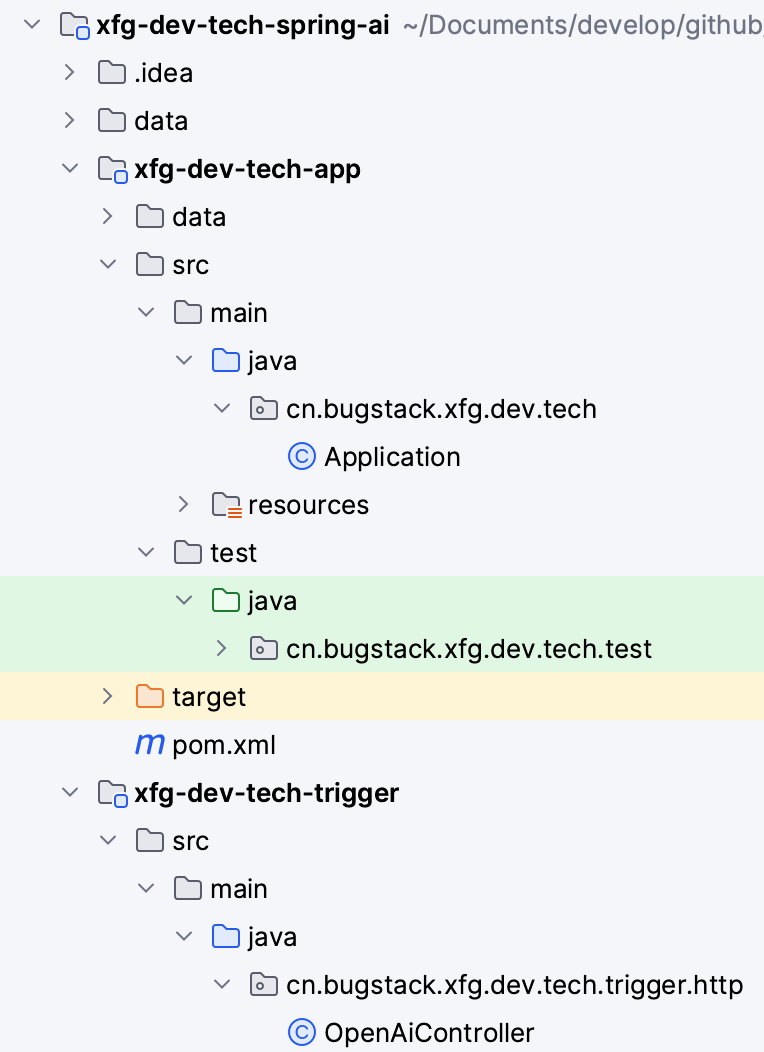 xfg-dev-tech-spring-ai ~/Documents/develop/github
.idea
data
xfg-dev-tech-app
data
src
main
java
cn.bugstack.xfg.dev.tech
C Application
resources
test
java
cn.bugstack.xfg.dev.tech.test
target
m pom.xml
xfg-dev-tech-trigger
src
main
java
cn.bugstack.xfg.dev.tech.trigger.http
C OpenAiController